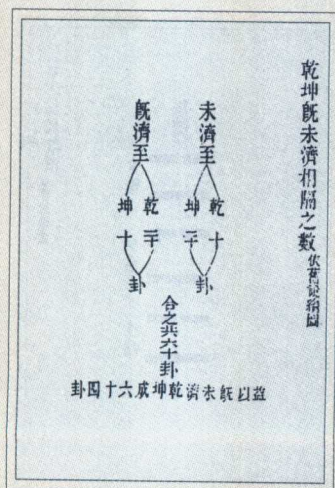 乾坤旣未濟相隔之數
未濟至
乾十
坤二十
卦
旣濟至
乾二十
坤十
卦
合之共六十卦
益以旣未濟乾坤成六十四卦